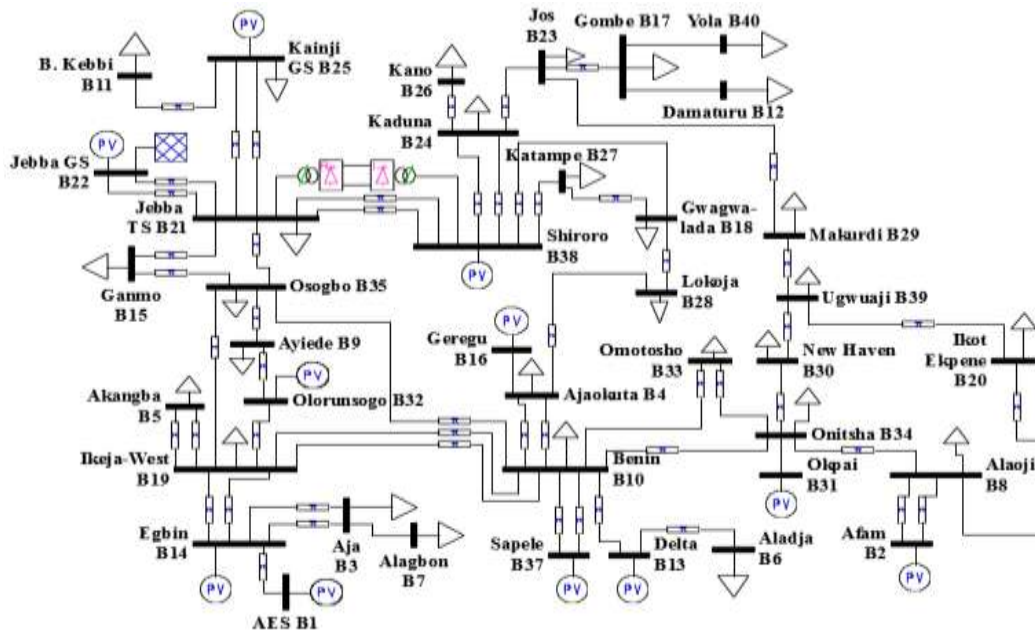 PV
Kainji
GS B25
B. Kebbi
B11
Jos
B23
Gombe B17
Yola B40
Damaturu B12
Kano
B26
Kaduna
B24
Katampe B27
PV
Jebba GS
B22
Jebba
TS B21
Shiroro
B38
PV
Gwagwa-
lada B18
Makurdi B29
Ganmo
B15
Osogbo B35
Lokoja
B28
Ugwuaji B39
Ayiede B9
PV
Geregu
B16
Omotosho
B33
New Haven
B30
Ikot
Ekpene
B20
PV
Akangba
B5
Olorunsogo B32
Ajaokuta B4
Onitsha B34
Ikeja-West
B19
Benin
B10
Okpai
B31
PV
Alaoji
B8
Egbin
B14
PV
Aja
B3
Alagbon
B7
Sapele
B37
PV
Delta
B13
PV
Aladja
B6
Afam
B2
PV
AES B1
PV